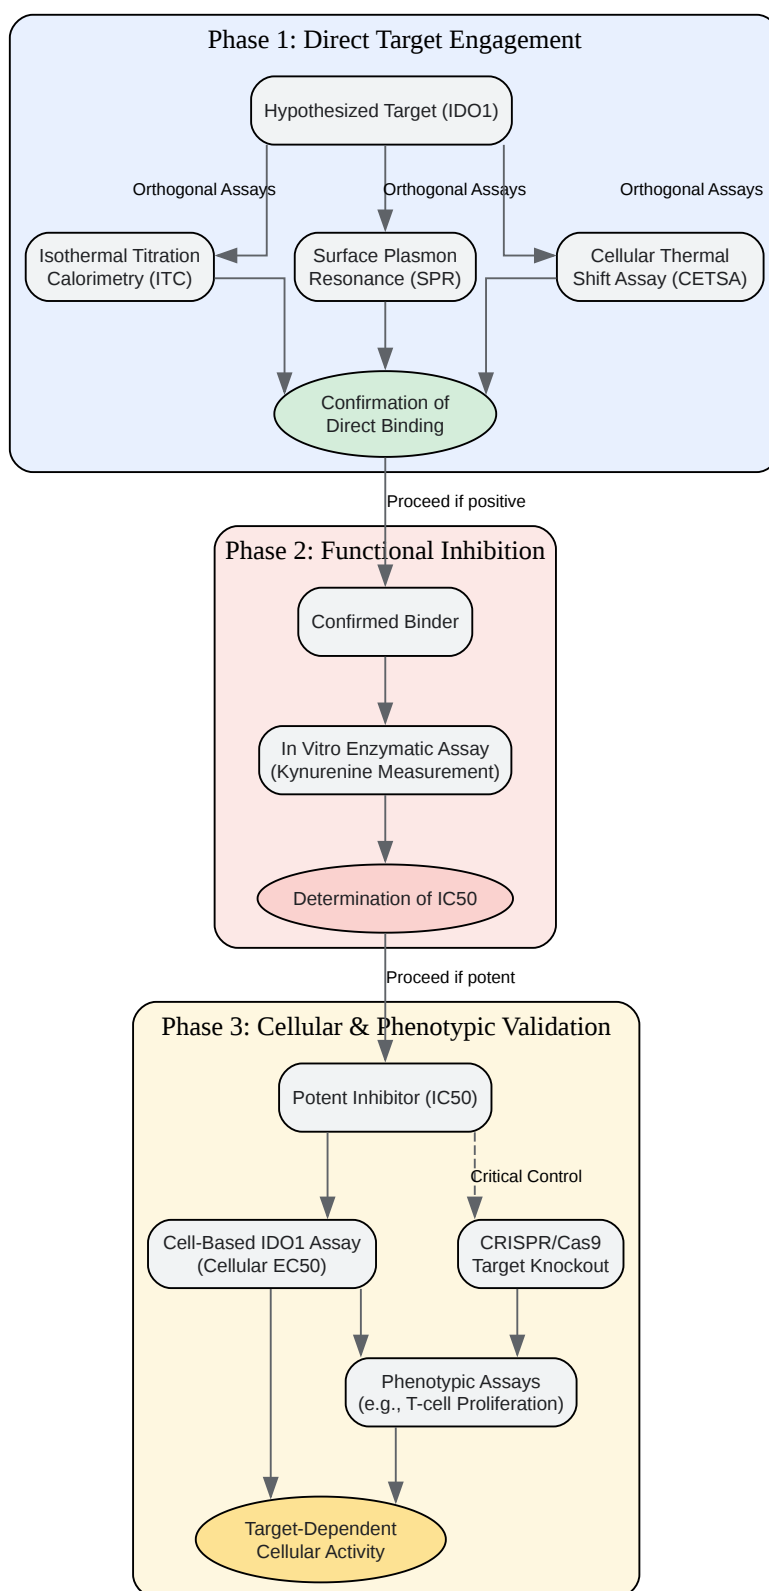 Phase 1: Direct Target Engagement
Hypothesized Target (IDO1)
Orthogonal Assays
Orthogonal Assays
Orthogonal Assays
Isothermal Titration
Calorimetry (ITC)
Surface Plasmon
Resonance (SPR)
Cellular Thermal
Shift Assay (CETSA)
Confirmation of
Direct Binding
Proceed if positive
Phase 2: Functional Inhibition
Confirmed Binder
In Vitro Enzymatic Assay
(Kynurenine Measurement)
Determination of IC50
Proceed if potent
Phase 3: Cellular & Phenotypic Validation
Potent Inhibitor (IC50)
Critical Control
Cell-Based IDO1 Assay
(Cellular EC50)
CRISPR/Cas9
Target Knockout
Phenotypic Assays
(e.g., T-cell Proliferation)
Target-Dependent
Cellular Activity